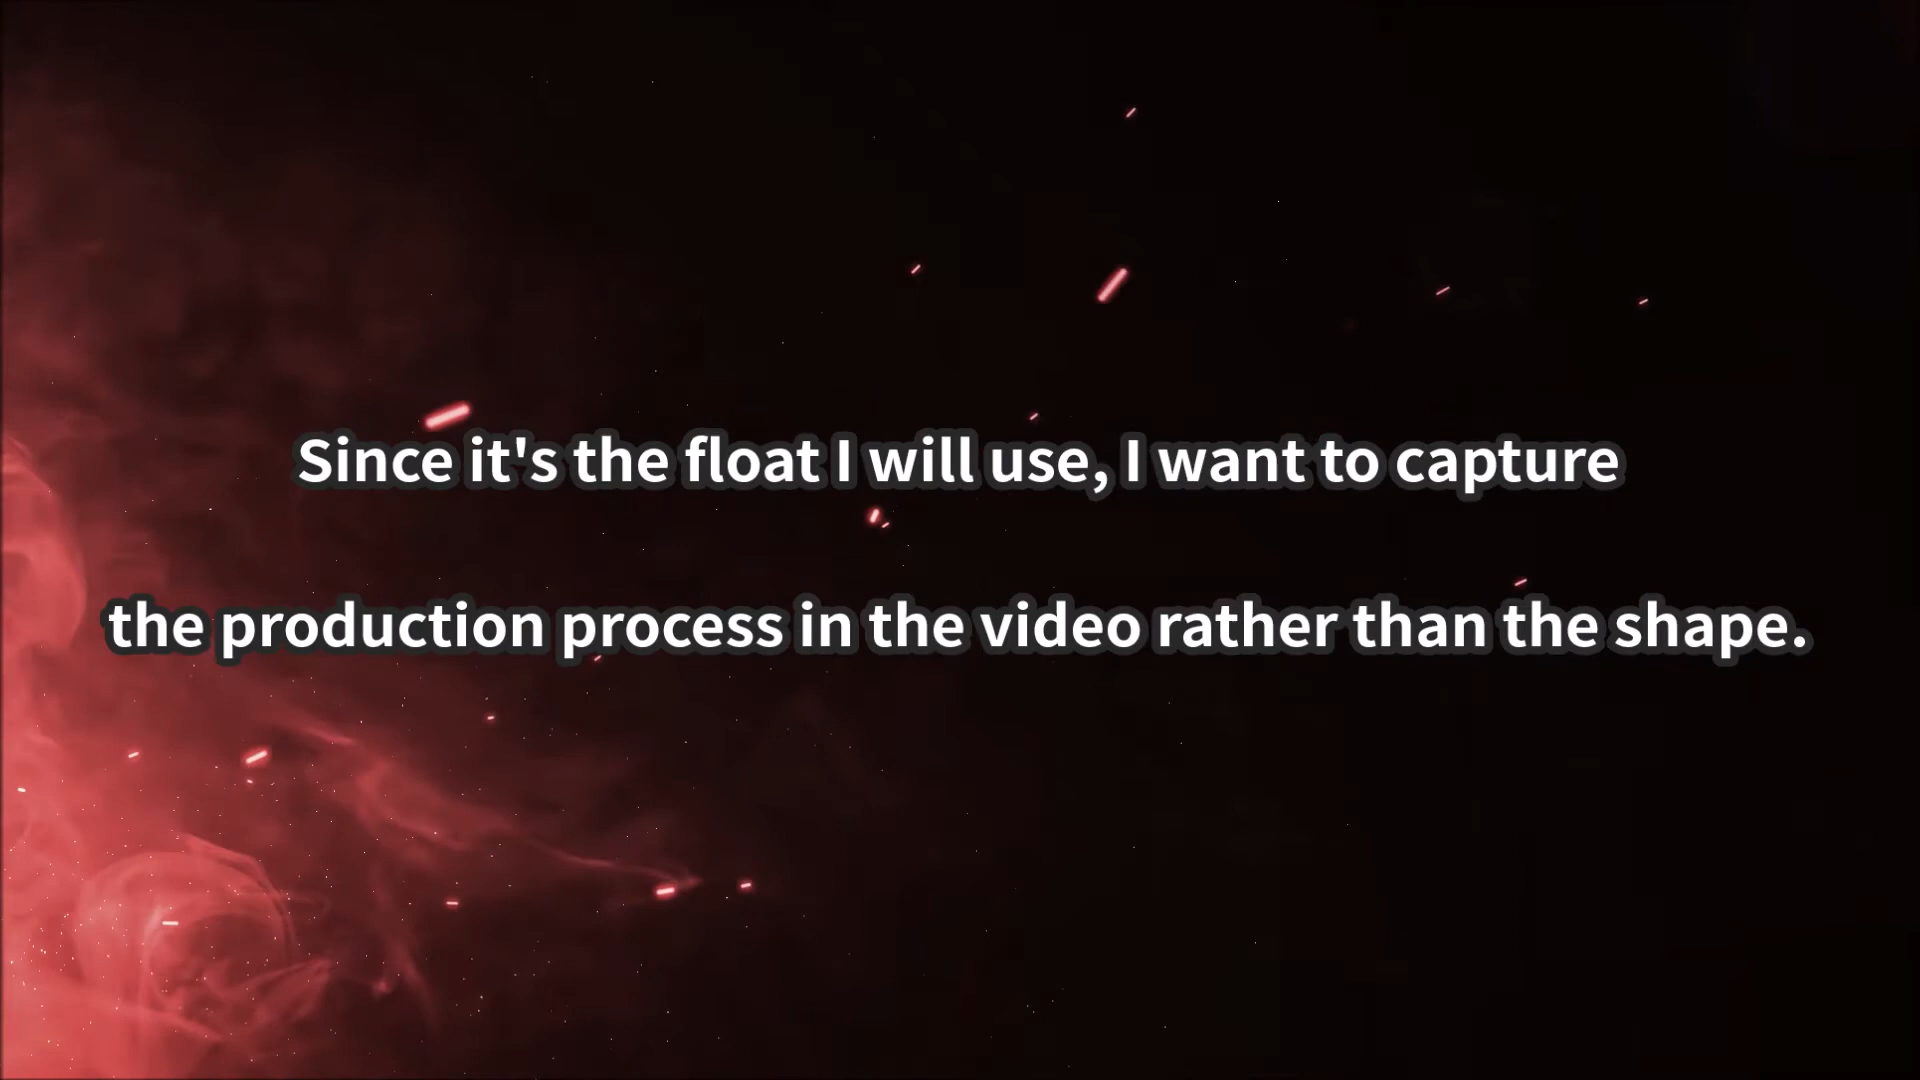 Since it's the float I will use, I want to capture
the production process in the video rather than the shape.